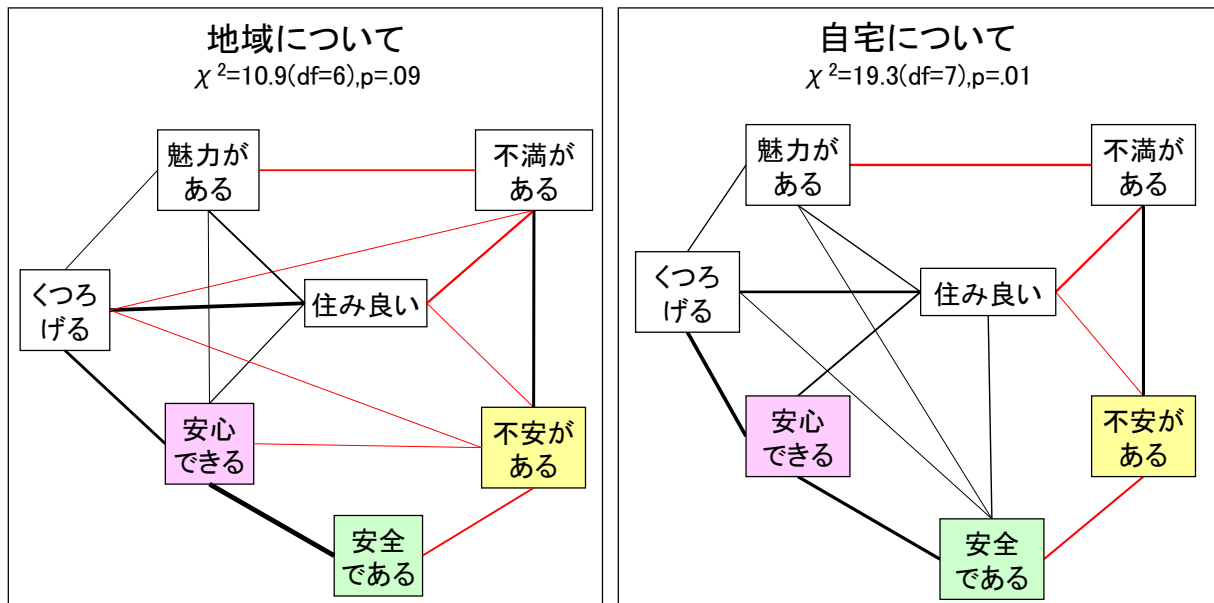 地域について
χ²=10.9(df=6),p=.09
魅力が
ある
不満が
ある
くつろ
げる
住み良い
安心
できる
不安が
ある
安全
である
自宅について
χ²=19.3(df=7),p=.01
魅力が
ある
不満が
ある
くつろ
げる
住み良い
安心
できる
不安が
ある
安全
である